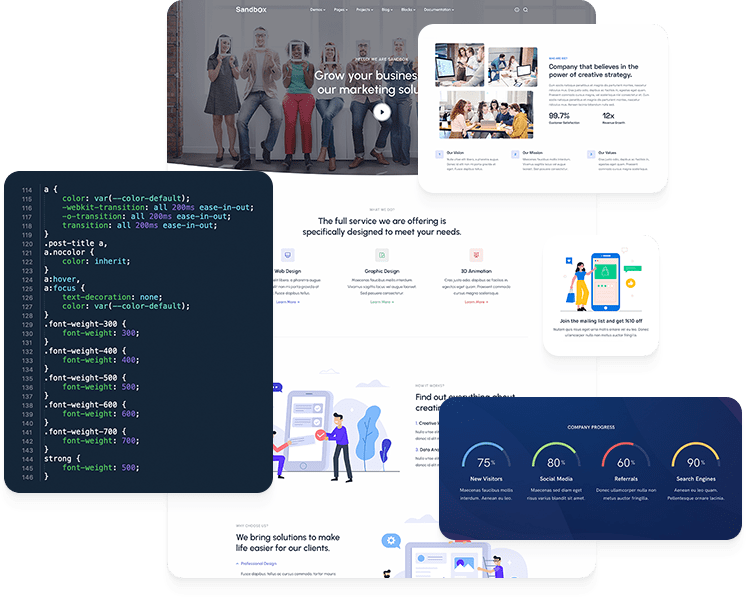 Sandbox
Demos Pages Projects Blog Blocks Documentation
HELLO! WE ARE SANDBOX
Grow your busines
our marketing solu
Company that believes in the
power of creative strategy.
99.7%
Customer Satisfaction
12x
Revenue Growth
1
Our Vision
2
Our Mission
3
Our Values
114 a {
115 color: var(--color-default);
116 -webkit-transition: all 200ms ease-in-out;
117 -o-transition: all 200ms ease-in-out;
118 transition: all 200ms ease-in-out;
119 }
120 .post-title a,
121 a.nocolor {
122 color: inherit;
123 }
124 a:hover,
125 a:focus {
126 text-decoration: none;
127 color: var(--color-default);
128 }
129 .font-weight-300 {
130 font-weight: 300;
131 }
132 .font-weight-400 {
133 font-weight: 400;
134 }
135 .font-weight-500 {
136 font-weight: 500;
137 }
138 .font-weight-600 {
139 font-weight: 600;
140 }
141 .font-weight-700 {
142 font-weight: 700;
143 }
144 strong {
145 font-weight: 500;
146 }
WHAT WE DO?
The full service we are offering is
specifically designed to meet your needs.
Web Design
Learn More
Graphic Design
Learn More
3D Animation
Learn More
Join the mailing list and get %10 off
HOW IT WORKS?
Find out everything about
creatin
1. Creative I
COMPANY PROGRESS
75%
New Visitors
Maecenas faucibus mollis
interdum. Aenean eu leo.
80%
Social Media
Maecenas sed diam eget
risus varius blandit sit amet.
60%
Referrals
Donec ullamcorper nulla non
metus auctor fringilla.
90%
Search Engines
Aenean eu leo quam.
Pellentesque ornare lacinia.
WHY CHOOSE US?
We bring solutions to make
life easier for our clients.
Professional Design